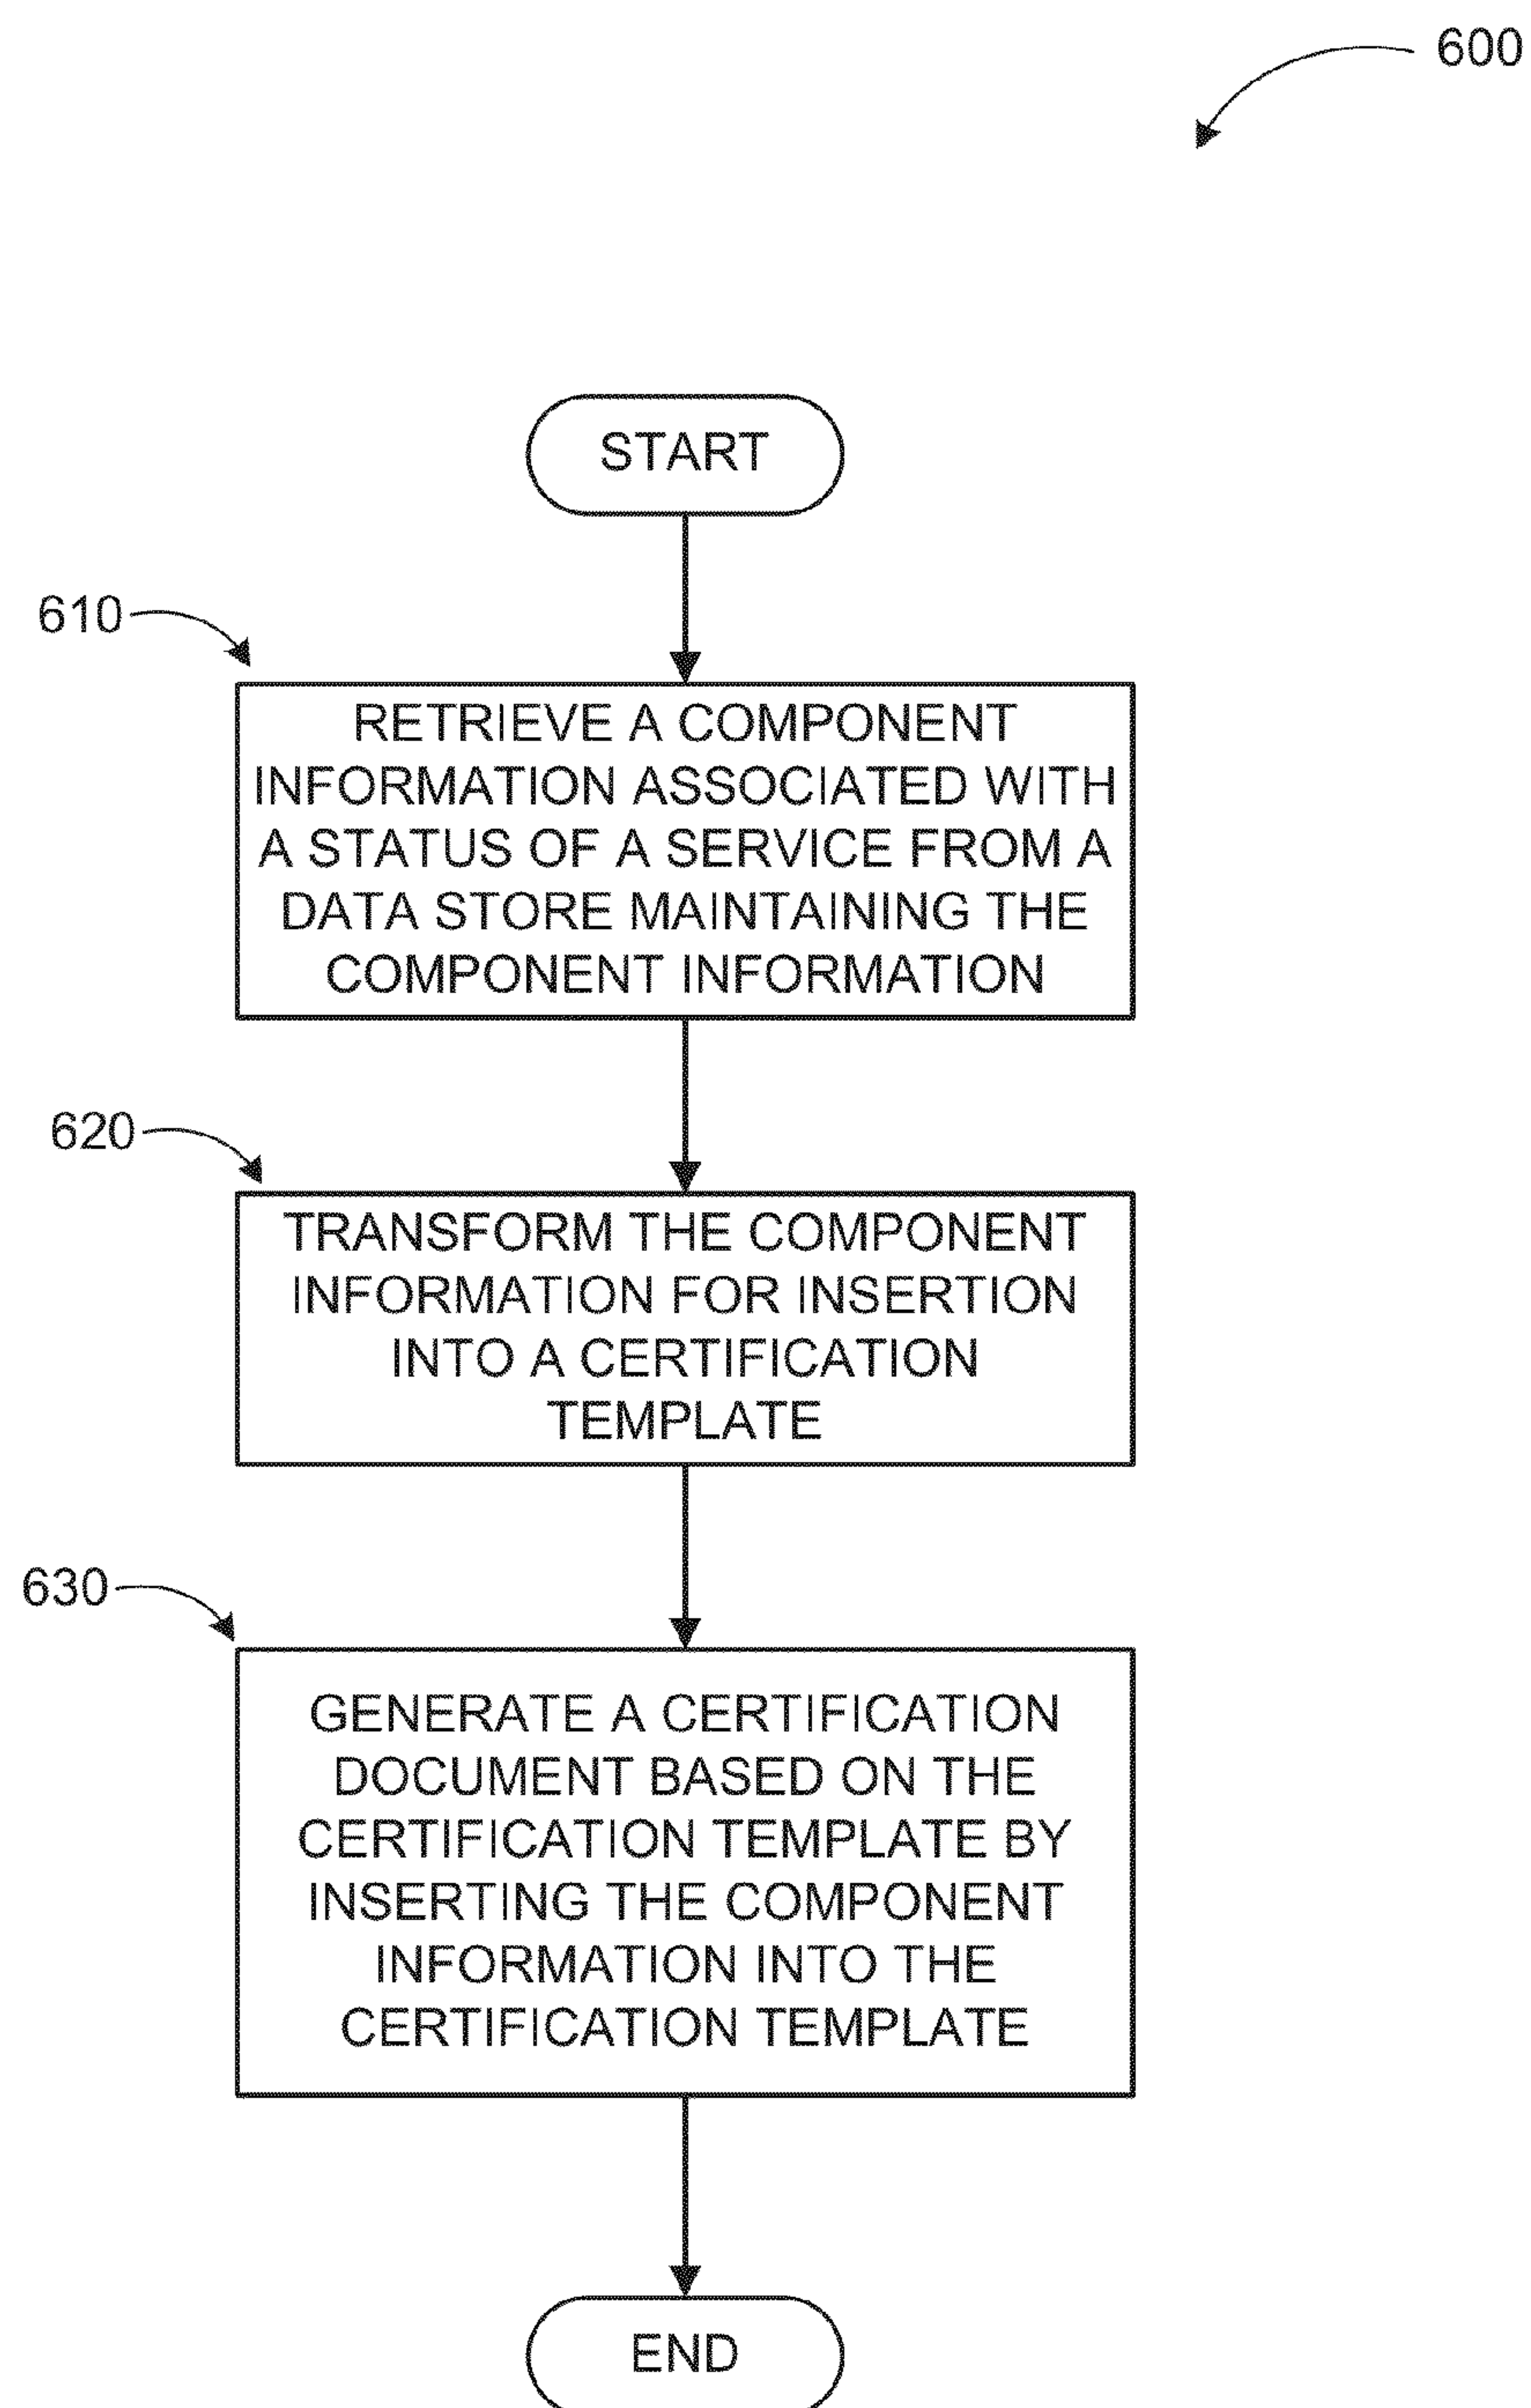 600
START
610
RETRIEVE A COMPONENT
INFORMATION ASSOCIATED WITH
A STATUS OF A SERVICE FROM A
DATA STORE MAINTAINING THE
COMPONENT INFORMATION
620
TRANSFORM THE COMPONENT
INFORMATION FOR INSERTION
INTO A CERTIFICATION
TEMPLATE
630
GENERATE A CERTIFICATION
DOCUMENT BASED ON THE
CERTIFICATION TEMPLATE BY
INSERTING THE COMPONENT
INFORMATION INTO THE
CERTIFICATION TEMPLATE
END